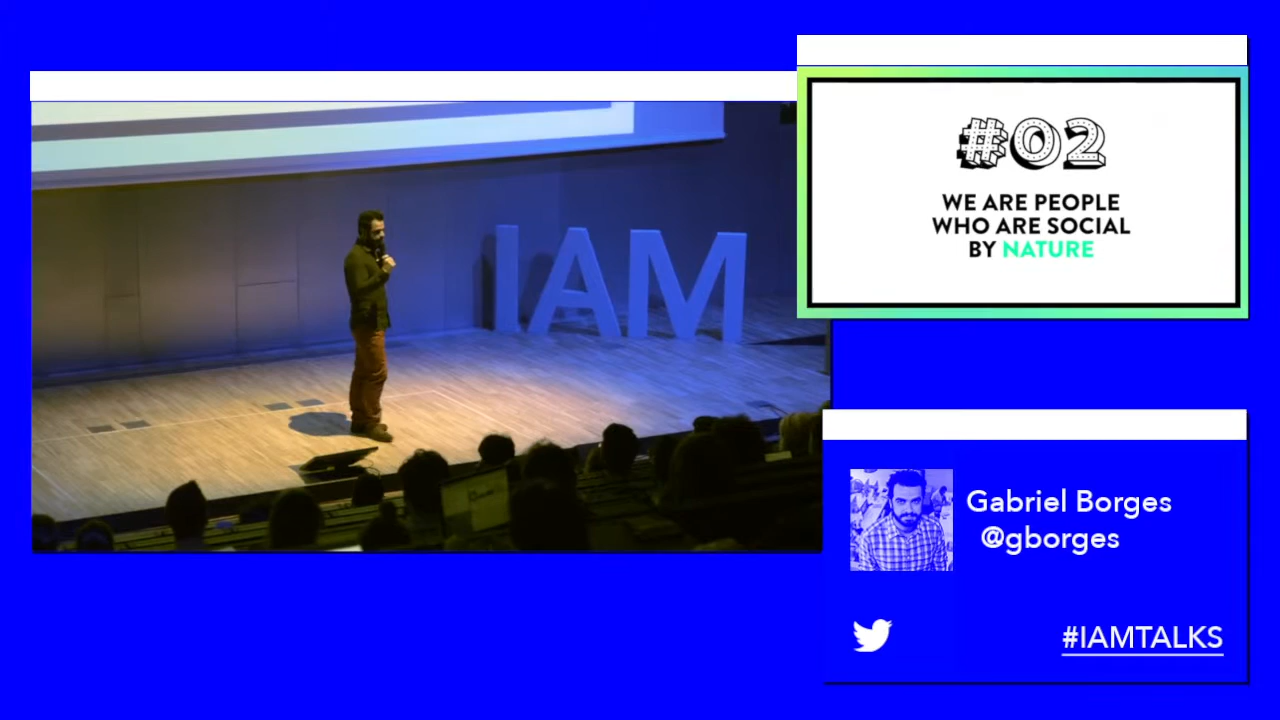 IAM
#02
WE ARE PEOPLE
WHO ARE SOCIAL
BY NATURE
Gabriel Borges
@gborges
#IAMTALKS